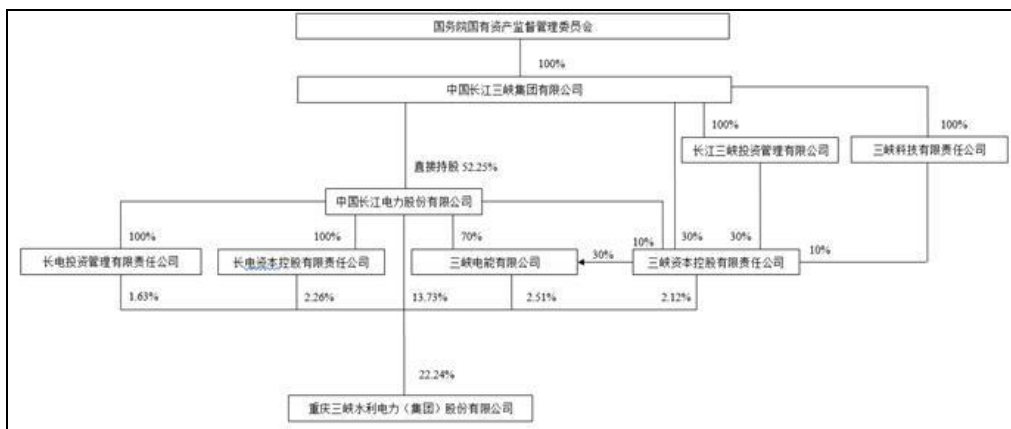 国务院国有资产监督管理委员会
100%
中国长江三峡集团有限公司
100%
100%
长江三峡投资管理有限公司
三峡科技有限责任公司
直接持股 52.25%
中国长江电力股份有限公司
100%
100%
70%
10%
30%
30%
长电投资管理有限责任公司
长电资本控股有限责任公司
三峡电能有限公司
30%
三峡资本控股有限责任公司
10%
1.63%
2.26%
13.73%
2.51%
2.12%
22.24%
重庆三峡水利电力（集团）股份有限公司